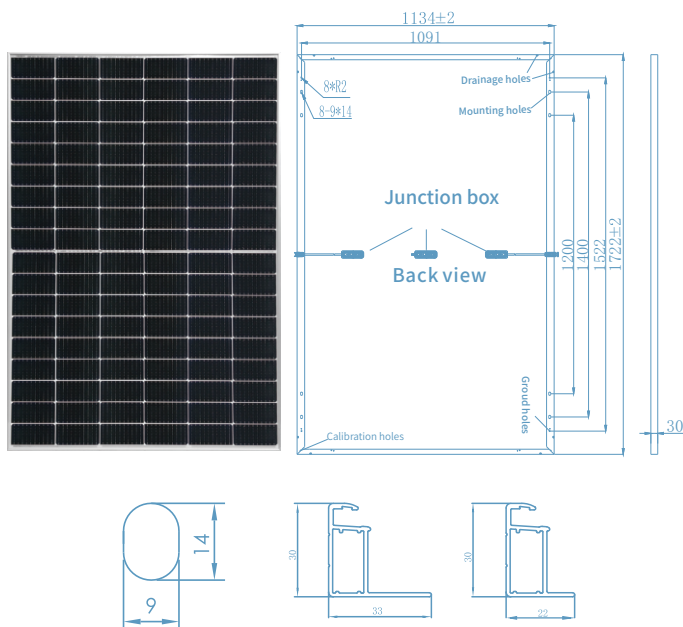 1134±2
1091
Drainage holes
8*R2
Mounting holes
8-9*14
Junction box
1200
1400
1522
1722±2
Back view
Groud holes
30
Calibration holes
14
9
30
33
30
22